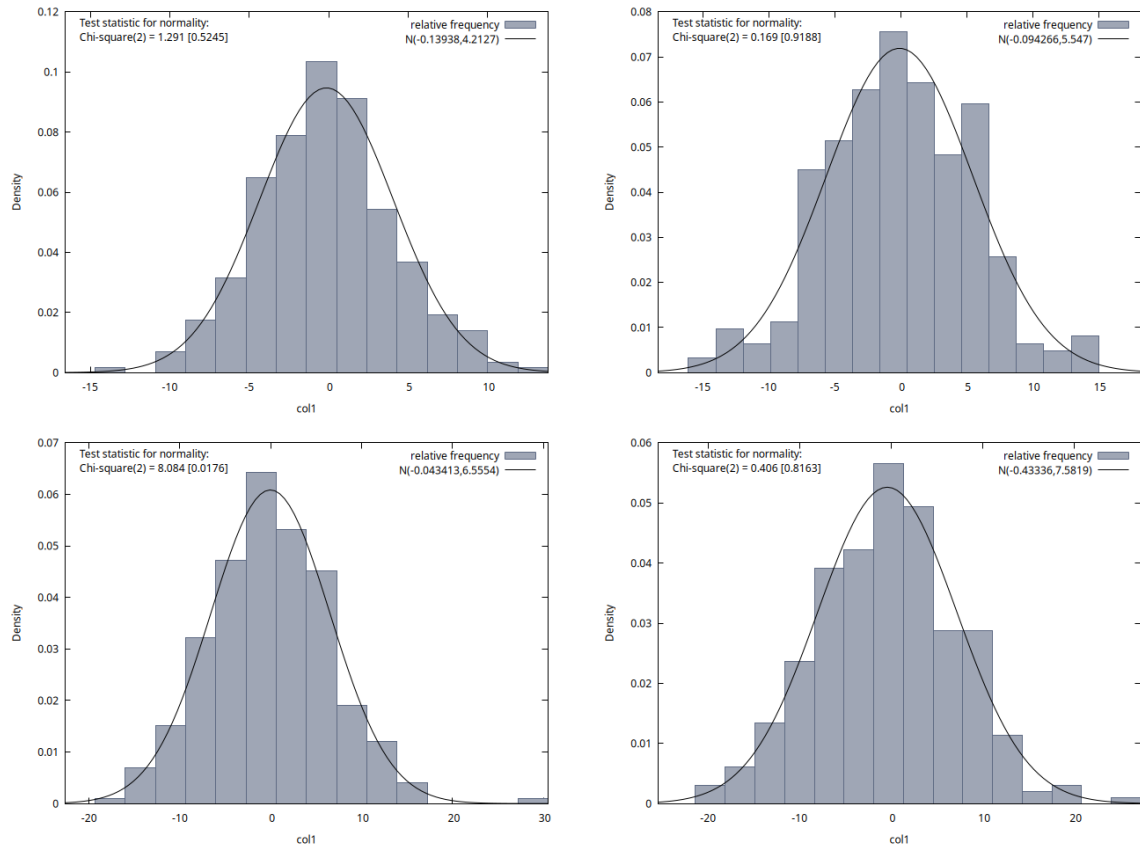 Test statistic for normality:
Chi-square(2) = 1.291 [0.5245]
relative frequency
N(-0.13938,4.2127)
0.12
0.1
0.08
0.06
0.04
0.02
0
Density
-15
-10
-5
0
5
10
col1
Test statistic for normality:
Chi-square(2) = 0.169 [0.9188]
relative frequency
N(-0.094266,5.547)
0.08
0.07
0.06
0.05
0.04
0.03
0.02
0.01
0
Density
-15
-10
-5
0
5
10
15
col1
Test statistic for normality:
Chi-square(2) = 8.084 [0.0176]
relative frequency
N(-0.043413,6.5554)
0.07
0.06
0.05
0.04
0.03
0.02
0.01
0
Density
-20
-10
0
10
20
30
col1
Test statistic for normality:
Chi-square(2) = 0.406 [0.8163]
relative frequency
N(-0.43336,7.5819)
0.06
0.05
0.04
0.03
0.02
0.01
0
Density
-20
-10
0
10
20
col1